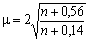 μ = 2√((n + 0,56)/(n + 0,14))